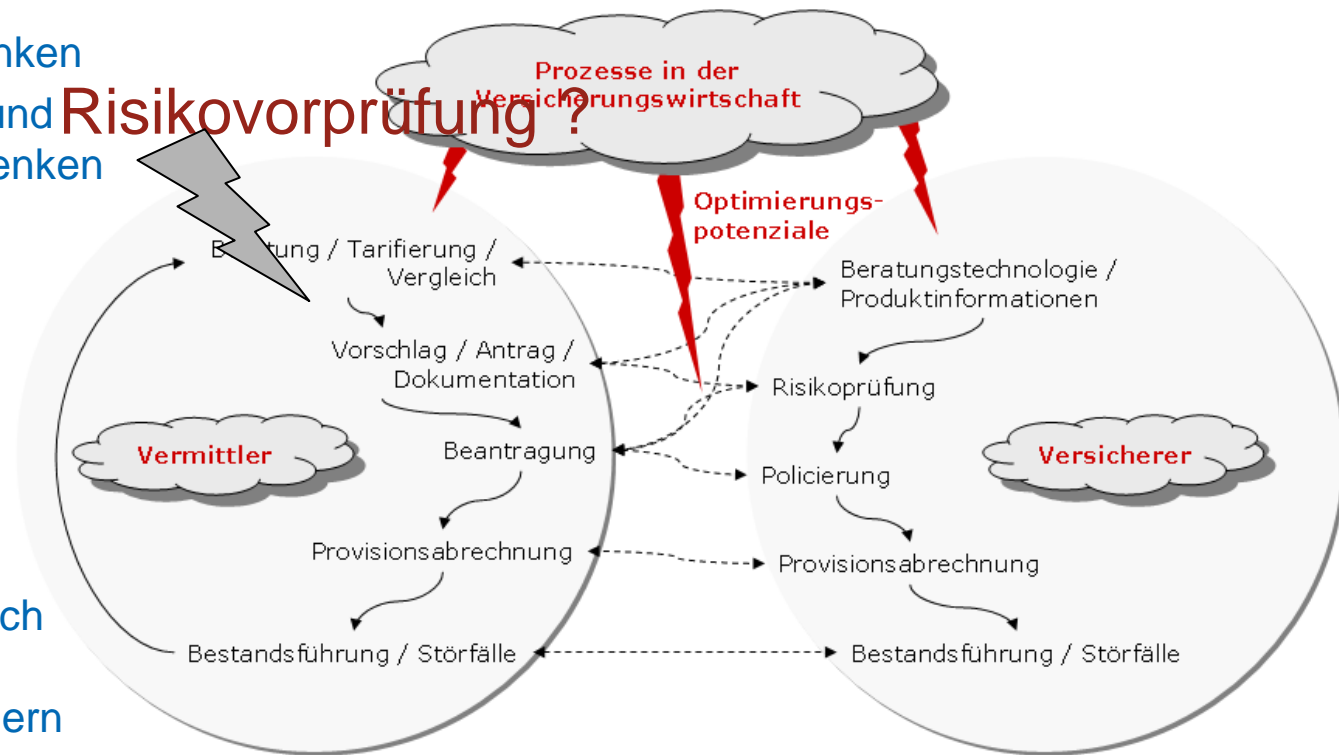 nken
Prozesse in der
Versicherungswirtschaft
und
Risikovorprüfung ?
enken
Optimierungs-
potenziale
/ Tarifierung /
Vergleich
Beratungstechnologie /
Produktinformationen
Vorschlag / Antrag /
Dokumentation
Risikoprüfung
Vermittler
Beantragung
Versicherer
Policierung
Provisionsabrechnung
Provisionsabrechnung
ch
Bestandsführung / Störfälle
Bestandsführung / Störfälle
ern